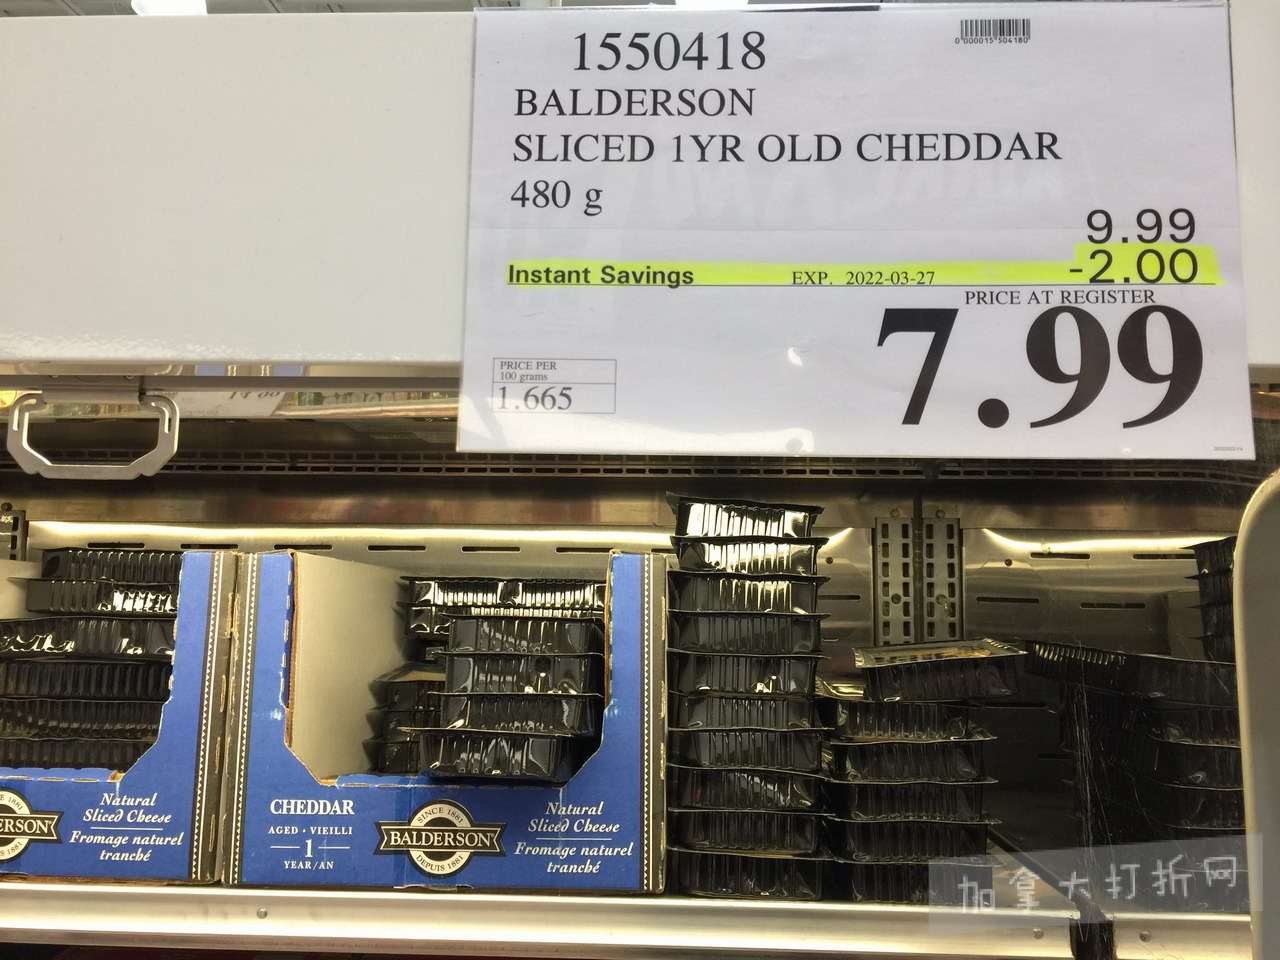 1550418
0"000015"504180"
BALDERSON
SLICED 1YR OLD CHEDDAR
480 g
9.99
Instant Savings EXP. 2022-03-27 -2.00
PRICE AT REGISTER
7.99
PRICE PER
100 grams
1.665
Natural
Sliced Cheese
Fromage naturel
tranché
CHEDDAR
AGED · VIEILLI
1
YEAR/AN
SINCE 1881
BALDERSON
DEPUIS 1881
Natural
Sliced Cheese
Fromage naturel
tranché
加拿大打折网